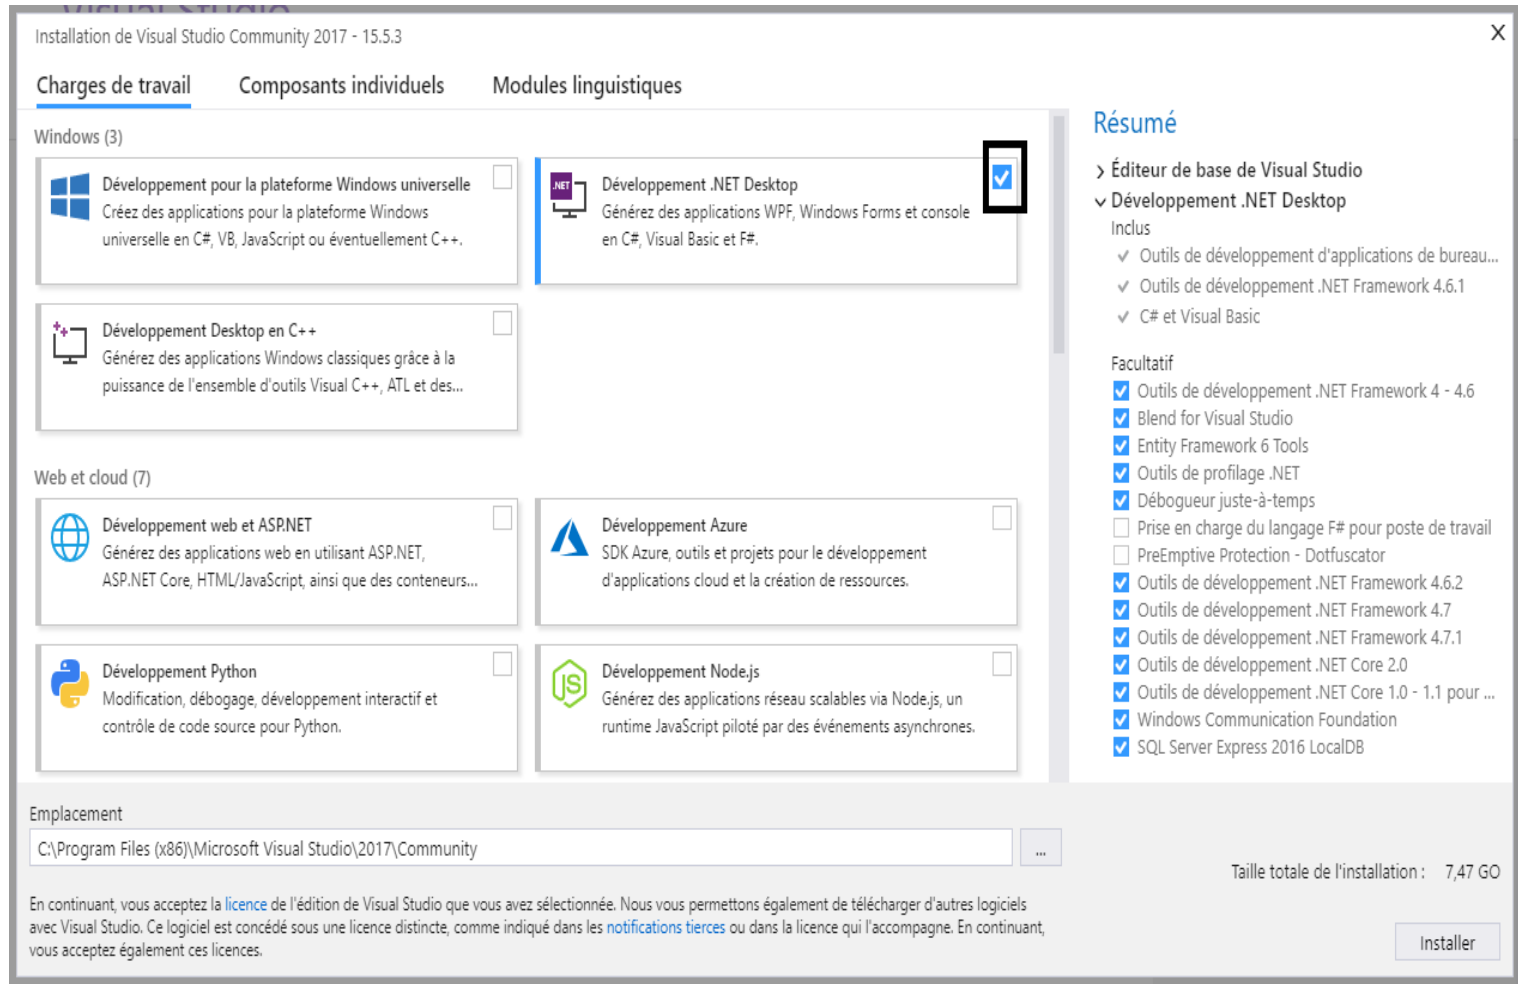 Visual Studio
Installation de Visual Studio Community 2017 - 15.5.3
X
Charges de travail
Composants individuels
Modules linguistiques
Windows (3)
Développement pour la plateforme Windows universelle
Créez des applications pour la plateforme Windows
universelle en C#, VB, JavaScript ou éventuellement C++.
.NET
Développement .NET Desktop
Générez des applications WPF, Windows Forms et console
en C#, Visual Basic et F#.
Développement Desktop en C++
Générez des applications Windows classiques grâce à la
puissance de l'ensemble d'outils Visual C++, ATL et des...
Web et cloud (7)
Développement web et ASP.NET
Générez des applications web en utilisant ASP.NET,
ASP.NET Core, HTML/JavaScript, ainsi que des conteneurs...
Développement Azure
SDK Azure, outils et projets pour le développement
d'applications cloud et la création de ressources.
Développement Python
Modification, débogage, développement interactif et
contrôle de code source pour Python.
JS
Développement Node.js
Générez des applications réseau scalables via Node.js, un
runtime JavaScript piloté par des événements asynchrones.
Résumé
Éditeur de base de Visual Studio
Développement .NET Desktop
Inclus
Outils de développement d'applications de bureau...
Outils de développement .NET Framework 4.6.1
C# et Visual Basic
Facultatif
Outils de développement .NET Framework 4 - 4.6
Blend for Visual Studio
Entity Framework 6 Tools
Outils de profilage .NET
Débogueur juste-à-temps
Prise en charge du langage F# pour poste de travail
PreEmptive Protection - Dotfuscator
Outils de développement .NET Framework 4.6.2
Outils de développement .NET Framework 4.7
Outils de développement .NET Framework 4.7.1
Outils de développement .NET Core 2.0
Outils de développement .NET Core 1.0 - 1.1 pour ...
Windows Communication Foundation
SQL Server Express 2016 LocalDB
Emplacement
C:\Program Files (x86)\Microsoft Visual Studio\2017\Community
...
Taille totale de l'installation : 7,47 GO
En continuant, vous acceptez la licence de l'édition de Visual Studio que vous avez sélectionnée. Nous vous permettons également de télécharger d'autres logiciels
avec Visual Studio. Ce logiciel est concédé sous une licence distincte, comme indiqué dans les notifications tierces ou dans la licence qui l'accompagne. En continuant,
vous acceptez également ces licences.
Installer